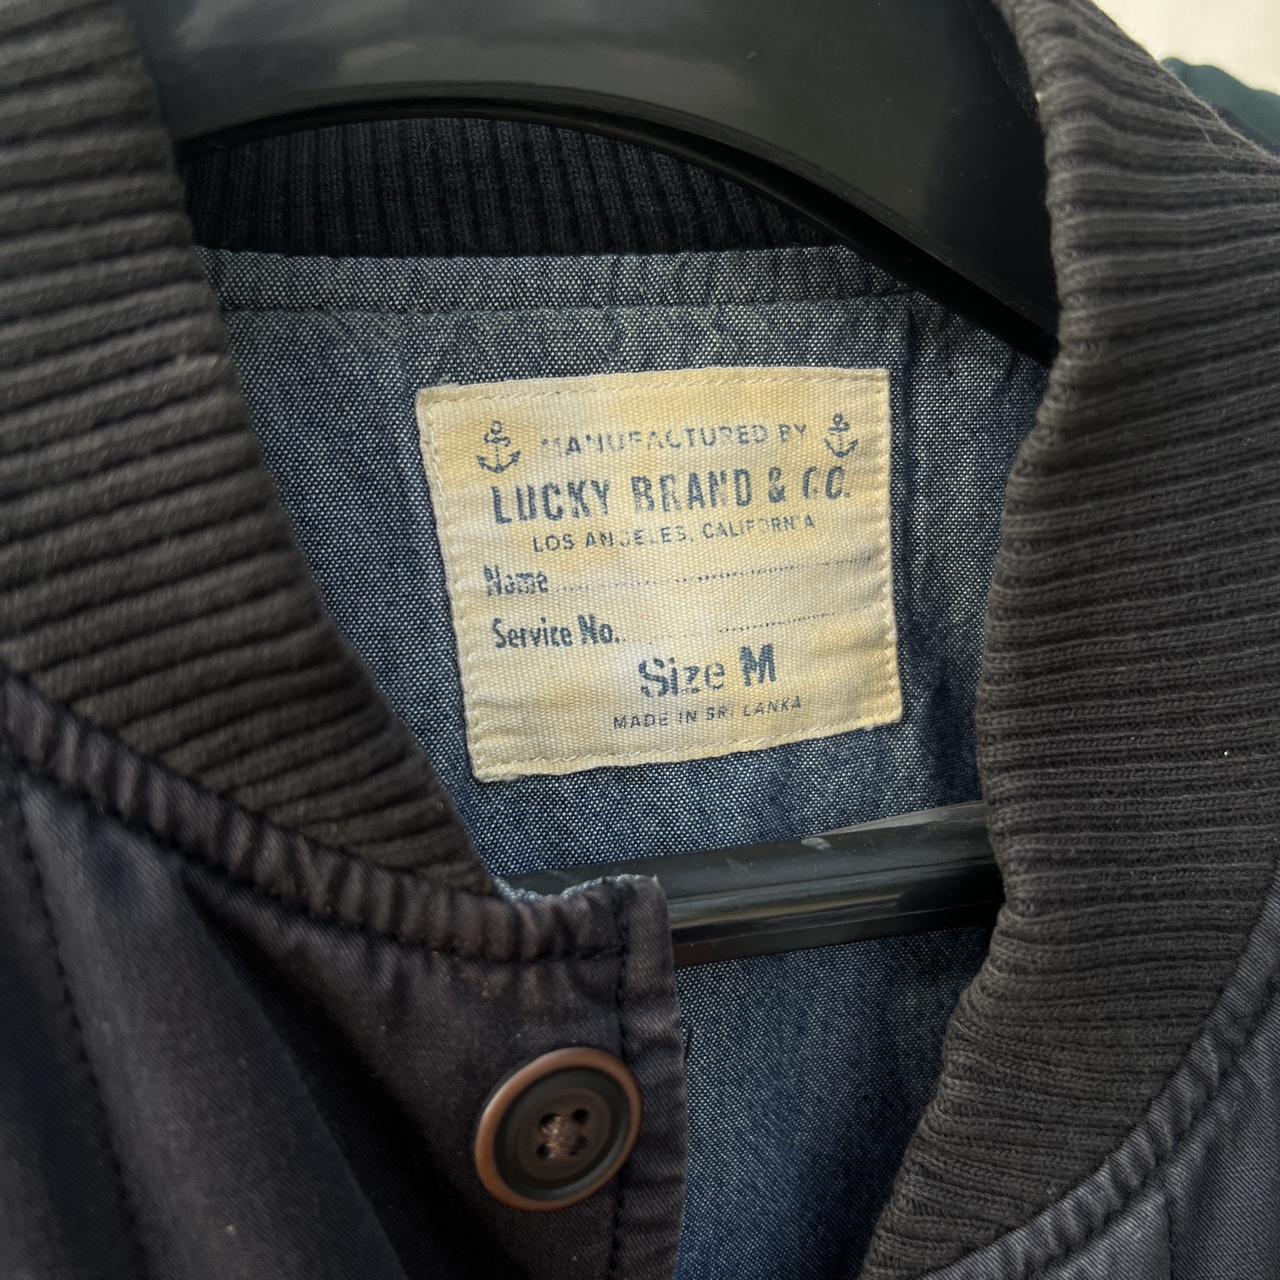 MANUFACTURED BY
LUCKY BRAND & CO.
LOS ANGELES, CALIFORNIA
Name
Service No.
Size M
MADE IN SRI LANKA